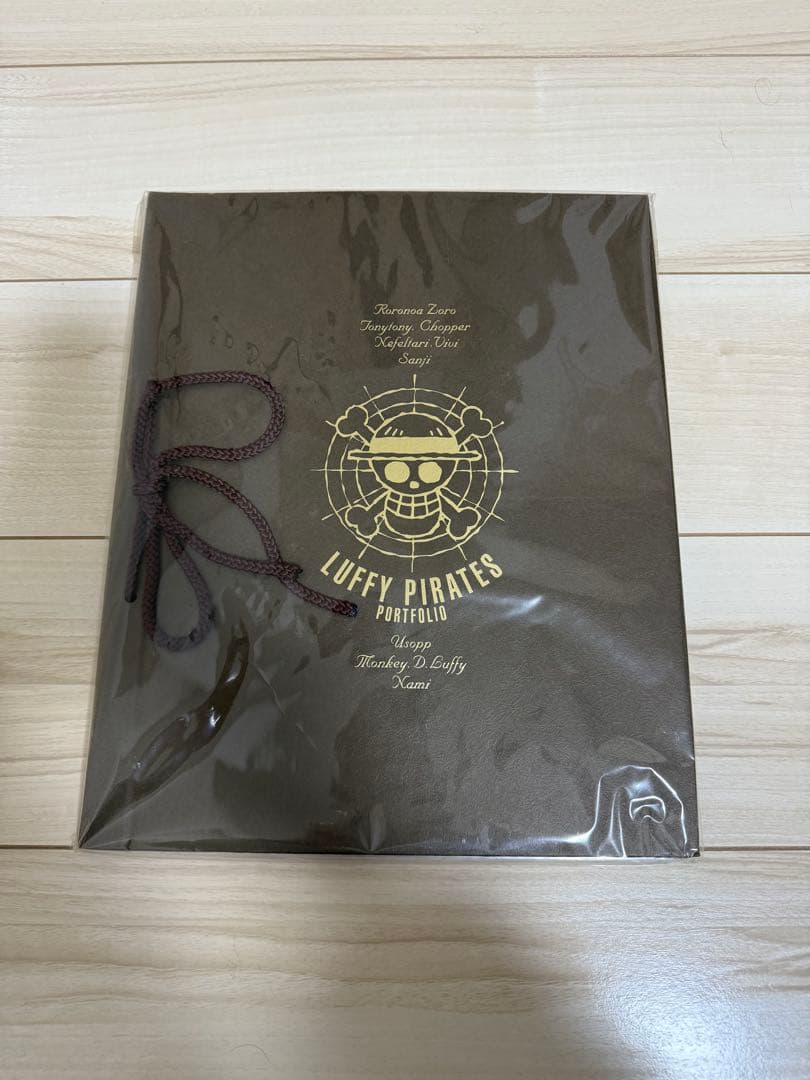 Roronoa Zoro
Tonytony. Chopper
Nefeltari. Vivi
Sanji
LUFFY PIRATES
PORTFOLIO
Usopp
Monkey. D. Luffy
Nami